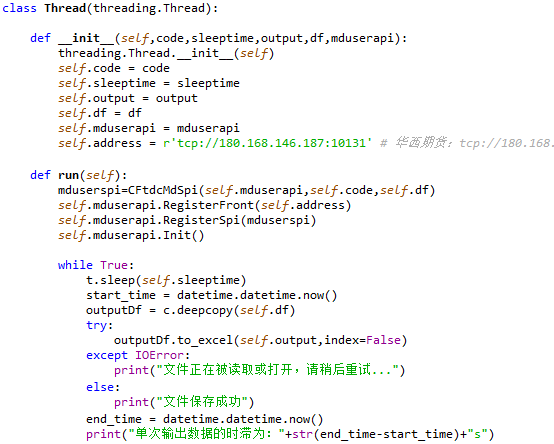 class Thread(threading.Thread):
def __init__(self,code,sleeptime,output,df,mduserapi):
threading.Thread.__init__(self)
self.code = code
self.sleeptime = sleeptime
self.output = output
self.df = df
self.mduserapi = mduserapi
self.address = r'tcp://180.168.146.187:10131' # 华西期货：tcp://180.168.
def run(self):
mduserspi=CFtdcMdSpi(self.mduserapi,self.code,self.df)
self.mduserapi.RegisterFront(self.address)
self.mduserapi.RegisterSpi(mduserspi)
self.mduserapi.Init()
while True:
t.sleep(self.sleeptime)
start_time = datetime.datetime.now()
outputDf = c.deepcopy(self.df)
try:
outputDf.to_excel(self.output,index=False)
except IOError:
print("文件正在被读取或打开，请稍后重试...")
else:
print("文件保存成功")
end_time = datetime.datetime.now()
print("单次输出数据的时带为："+str(end_time-start_time)+"s")